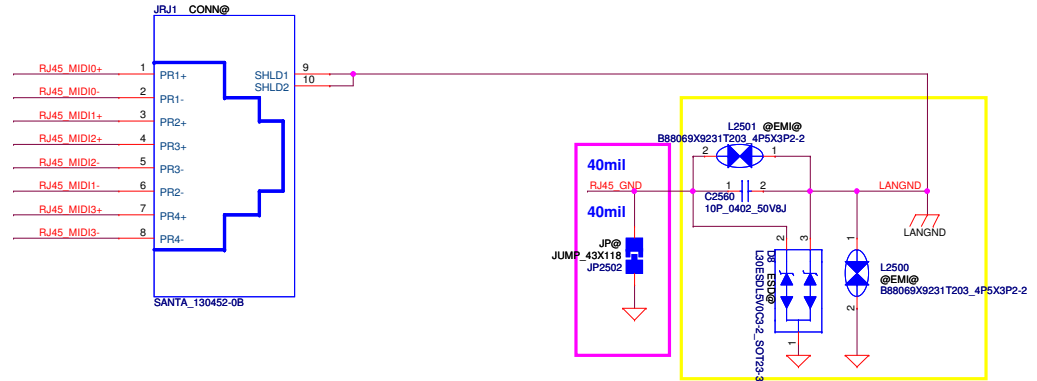 JRJ1 CONN@
RJ45_MIDI0+ 1 PR1+
RJ45_MIDI0- 2 PR1-
RJ45_MIDI1+ 3 PR2+
RJ45_MIDI2+ 4 PR3+
RJ45_MIDI2- 5 PR3-
RJ45_MIDI1- 6 PR2-
RJ45_MIDI3+ 7 PR4+
RJ45_MIDI3- 8 PR4-
SHLD1 9
SHLD2 10
SANTA_130452-0B
40mil
RJ45_GND
40mil
JP@
JUMP_43X118
JP2502
L2501 @EMI@
B88069X9231T203_4P5X3P2-2
2 1
1 2
C2560
10P_0402_50V8J
LANGND
LANGND
2 3
D8
ESD@
L30ESDL5V0C3-2_SOT23-3
1
1
L2500
@EMI@
B88069X9231T203_4P5X3P2-2
2